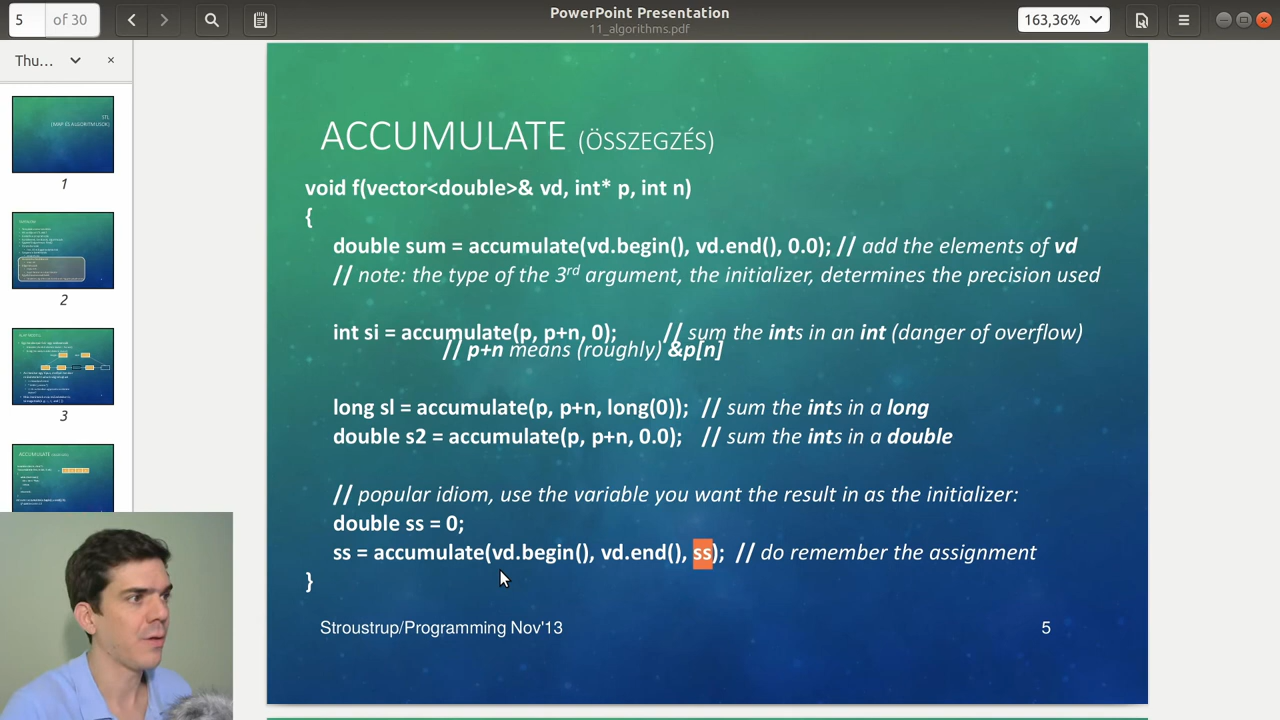 5 of 30
PowerPoint Presentation
11_algorithms.pdf
163,36%
Thu...
STL
(MAP ÉS ALGORITMUSOK)
1
2
3
ACCUMULATE
ACCUMULATE (ÖSSZEGZÉS)
void f(vector<double>& vd, int* p, int n)
{
double sum = accumulate(vd.begin(), vd.end(), 0.0); // add the elements of vd
// note: the type of the 3rd argument, the initializer, determines the precision used
int si = accumulate(p, p+n, 0); // sum the ints in an int (danger of overflow)
// p+n means (roughly) &p[n]
long sl = accumulate(p, p+n, long(0)); // sum the ints in a long
double s2 = accumulate(p, p+n, 0.0); // sum the ints in a double
// popular idiom, use the variable you want the result in as the initializer:
double ss = 0;
ss = accumulate(vd.begin(), vd.end(), ss); // do remember the assignment
}
Stroustrup/Programming Nov'13
5